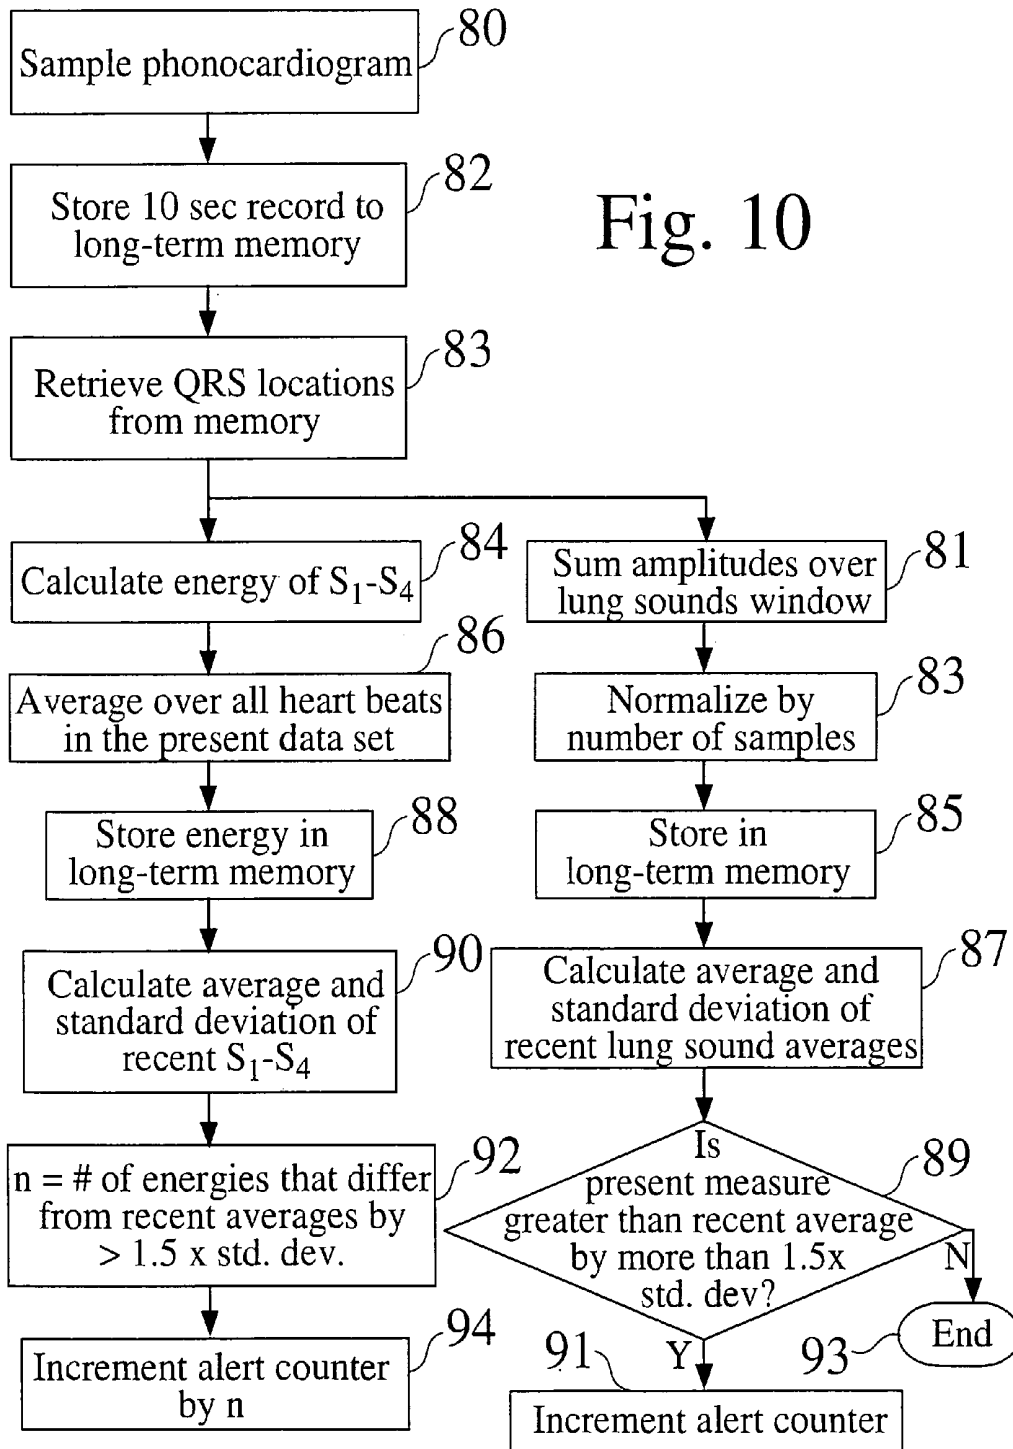 80
Sample phonocardiogram
82
Store 10 sec record to
long-term memory
Fig. 10
83
Retrieve QRS locations
from memory
84
Calculate energy of S1-S4
86
Average over all heart beats
in the present data set
88
Store energy in
long-term memory
90
Calculate average and
standard deviation of
recent S1-S4
92
n = # of energies that differ
from recent averages by
> 1.5 x std. dev.
94
Increment alert counter
by n
81
Sum amplitudes over
lung sounds window
83
Normalize by
number of samples
85
Store in
long-term memory
87
Calculate average and
standard deviation of
recent lung sound averages
89
Is
present measure
greater than recent average
by more than 1.5x
std. dev?
N
93
End
Y
91
Increment alert counter